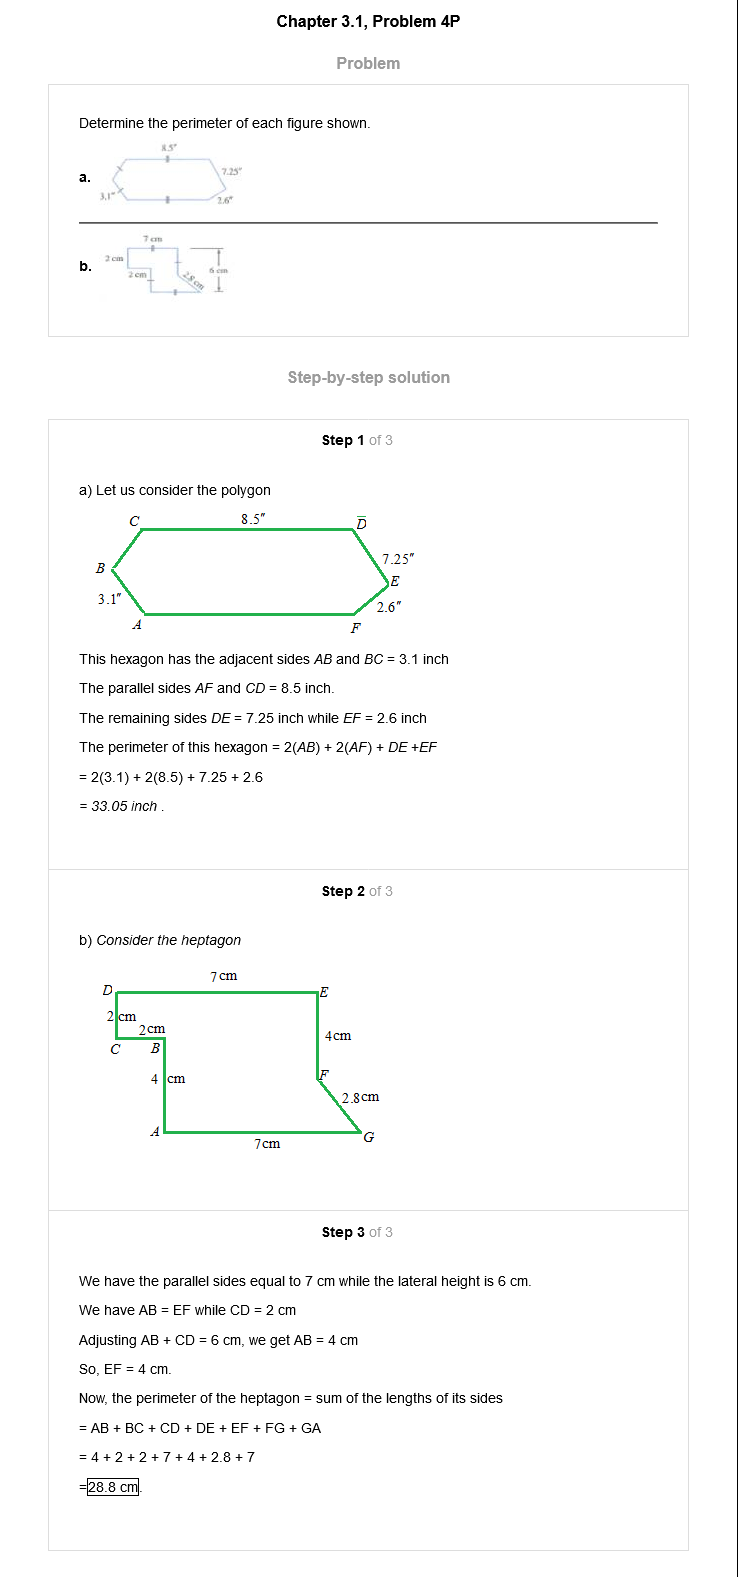 Chapter 3.1, Problem 4P
Problem
Determine the perimeter of each figure shown.
8.5"
a.
7.25"
3.1"
2.6"
7 cm
2 cm
b.
6 cm
2 cm
2.8 cm
Step-by-step solution
Step 1 of 3
a) Let us consider the polygon
C
8.5"
D
7.25"
B
E
3.1"
2.6"
A
F
This hexagon has the adjacent sides AB and BC = 3.1 inch
The parallel sides AF and CD = 8.5 inch.
The remaining sides DE = 7.25 inch while EF = 2.6 inch
The perimeter of this hexagon = 2(AB) + 2(AF) + DE +EF
= 2(3.1) + 2(8.5) + 7.25 + 2.6
= 33.05 inch .
Step 2 of 3
b) Consider the heptagon
7cm
D
E
2 cm
2cm
4cm
C
B
4 cm
F
2.8cm
A
G
7cm
Step 3 of 3
We have the parallel sides equal to 7 cm while the lateral height is 6 cm.
We have AB = EF while CD = 2 cm
Adjusting AB + CD = 6 cm, we get AB = 4 cm
So, EF = 4 cm.
Now, the perimeter of the heptagon = sum of the lengths of its sides
= AB + BC + CD + DE + EF + FG + GA
= 4 + 2 + 2 + 7 + 4 + 2.8 + 7
=28.8 cm.